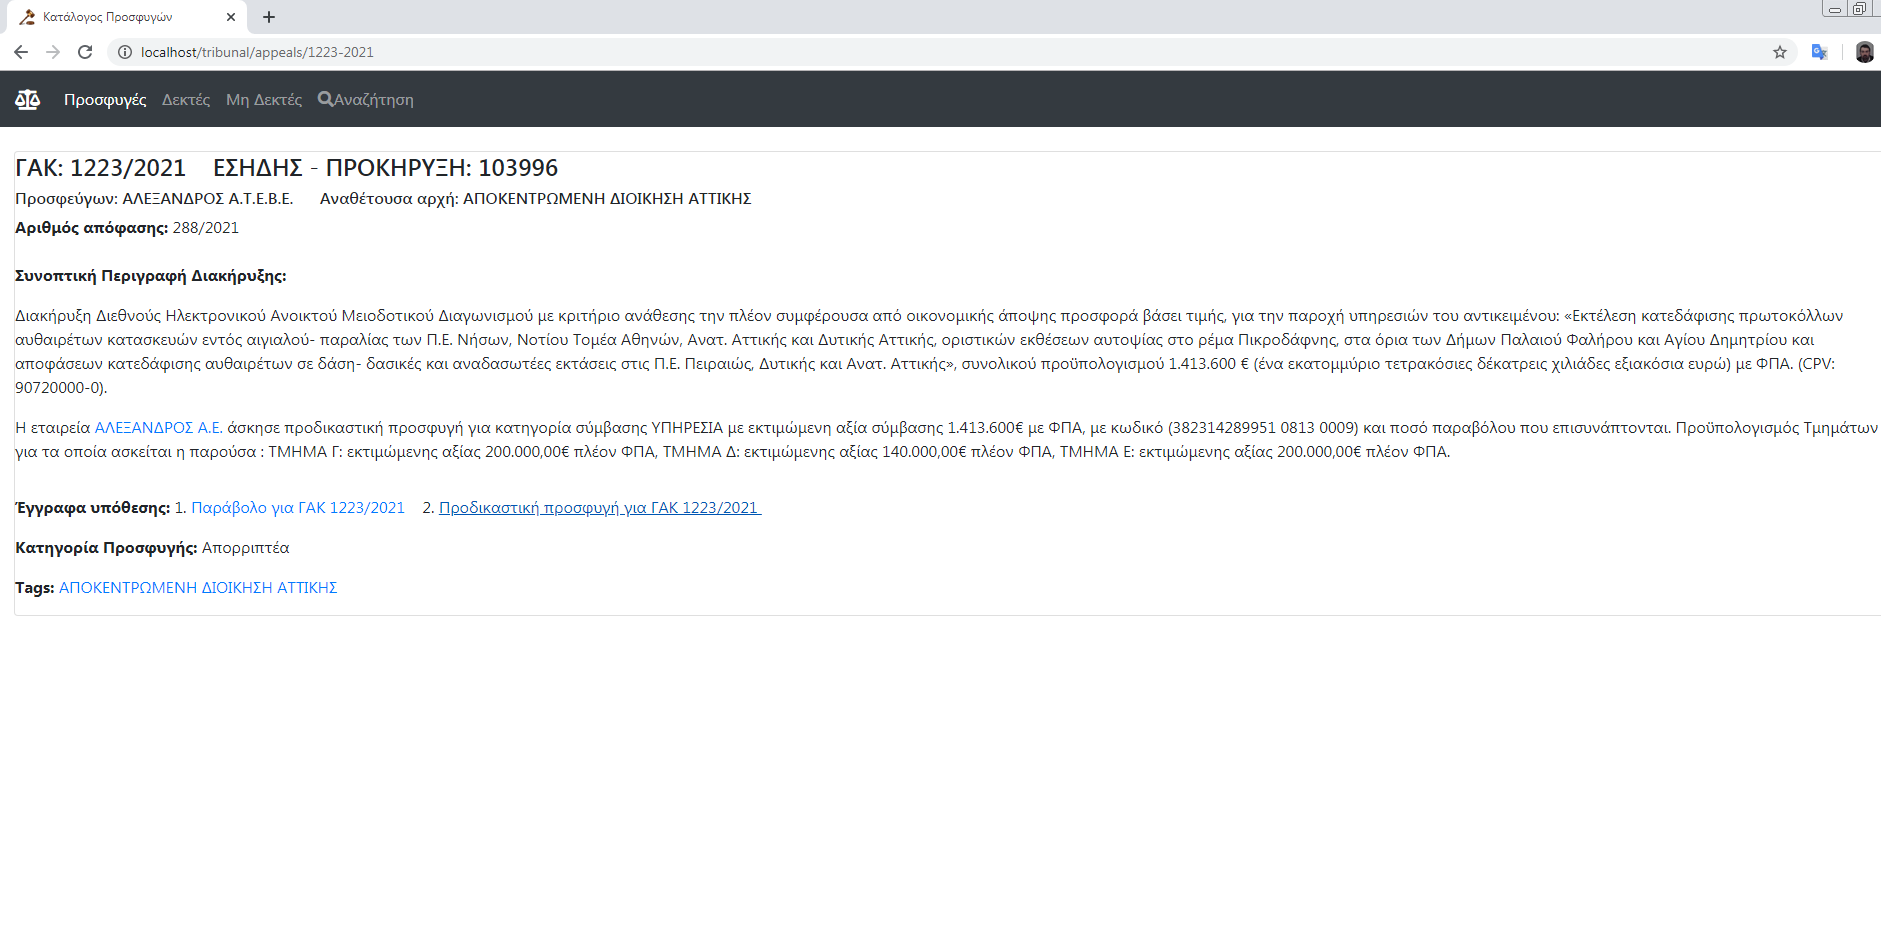 Κατάλογος Προσφυγών
localhost/tribunal/appeals/1223-2021
Προσφυγές Δεκτές Μη Δεκτές Αναζήτηση
ΓΑΚ: 1223/2021 ΕΣΗΔΗΣ - ΠΡΟΚΗΡΥΞΗ: 103996
Προσφεύγων: ΑΛΕΞΑΝΔΡΟΣ Α.Τ.Ε.Β.Ε. Αναθέτουσα αρχή: ΑΠΟΚΕΝΤΡΩΜΕΝΗ ΔΙΟΙΚΗΣΗ ΑΤΤΙΚΗΣ
Αριθμός απόφασης: 288/2021
Συνοπτική Περιγραφή Διακήρυξης:
Διακήρυξη Διεθνούς Ηλεκτρονικού Ανοικτού Μειοδοτικού Διαγωνισμού με κριτήριο ανάθεσης την πλέον συμφέρουσα από οικονομικής άποψης προσφορά βάσει τιμής, για την παροχή υπηρεσιών του αντικειμένου: «Εκτέλεση κατεδάφισης πρωτοκόλλων
αυθαιρέτων κατασκευών εντός αιγιαλού- παραλίας των Π.Ε. Νήσων, Νοτίου Τομέα Αθηνών, Ανατ. Αττικής και Δυτικής Αττικής, οριστικών εκθέσεων αυτοψίας στο ρέμα Πικροδάφνης, στα όρια των Δήμων Παλαιού Φαλήρου και Αγίου Δημητρίου και
αποφάσεων κατεδάφισης αυθαιρέτων σε δάση- δασικές και αναδασωτέες εκτάσεις στις Π.Ε. Πειραιώς, Δυτικής και Ανατ. Αττικής», συνολικού προϋπολογισμού 1.413.600 € (ένα εκατομμύριο τετρακόσιες δέκατρεις χιλιάδες εξιακόσια ευρώ) με ΦΠΑ. (CPV:
90720000-0).
Η εταιρεία ΑΛΕΞΑΝΔΡΟΣ Α.Ε. άσκησε προδικαστική προσφυγή για κατηγορία σύμβασης ΥΠΗΡΕΣΙΑ με εκτιμώμενη αξία σύμβασης 1.413.600€ με ΦΠΑ, με κωδικό (382314289951 0813 0009) και ποσό παραβόλου που επισυνάπτονται. Προϋπολογισμός Τμημάτων
για τα οποία ασκείται η παρούσα : ΤΜΗΜΑ Γ: εκτιμώμενης αξίας 200.000,00€ πλέον ΦΠΑ, ΤΜΗΜΑ Δ: εκτιμώμενης αξίας 140.000,00€ πλέον ΦΠΑ, ΤΜΗΜΑ Ε: εκτιμώμενης αξίας 200.000,00€ πλέον ΦΠΑ.
Έγγραφα υπόθεσης: 1. Παράβολο για ΓΑΚ 1223/2021 2. Προδικαστική προσφυγή για ΓΑΚ 1223/2021
Κατηγορία Προσφυγής: Απορριπτέα
Tags: ΑΠΟΚΕΝΤΡΩΜΕΝΗ ΔΙΟΙΚΗΣΗ ΑΤΤΙΚΗΣ